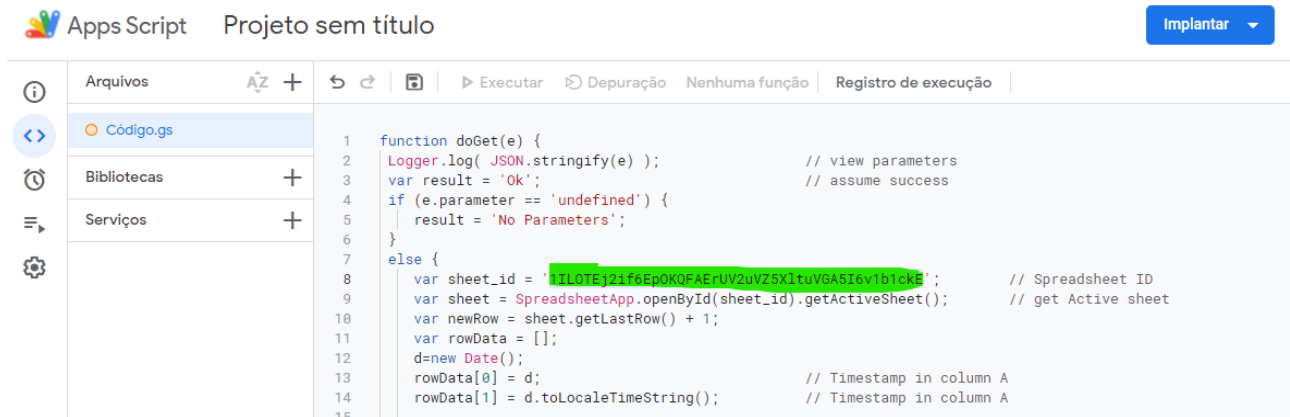 Apps Script Projeto sem título Implantar
Arquivos
Executar Depuração Nenhuma função Registro de execução
Código.gs
Bibliotecas
Serviços
1 function doGet(e) {
2 Logger.log( JSON.stringify(e) ); // view parameters
3 var result = 'Ok'; // assume success
4 if (e.parameter == 'undefined') {
5 result = 'No Parameters';
6 }
7 else {
8 var sheet_id = '1ILOTEj2if6EpOKQFAErUV2uVZ5XltuVGA5I6v1b1ckE'; // Spreadsheet ID
9 var sheet = SpreadsheetApp.openById(sheet_id).getActiveSheet(); // get Active sheet
10 var newRow = sheet.getLastRow() + 1;
11 var rowData = [];
12 d=new Date();
13 rowData[0] = d; // Timestamp in column A
14 rowData[1] = d.toLocaleTimeString(); // Timestamp in column A